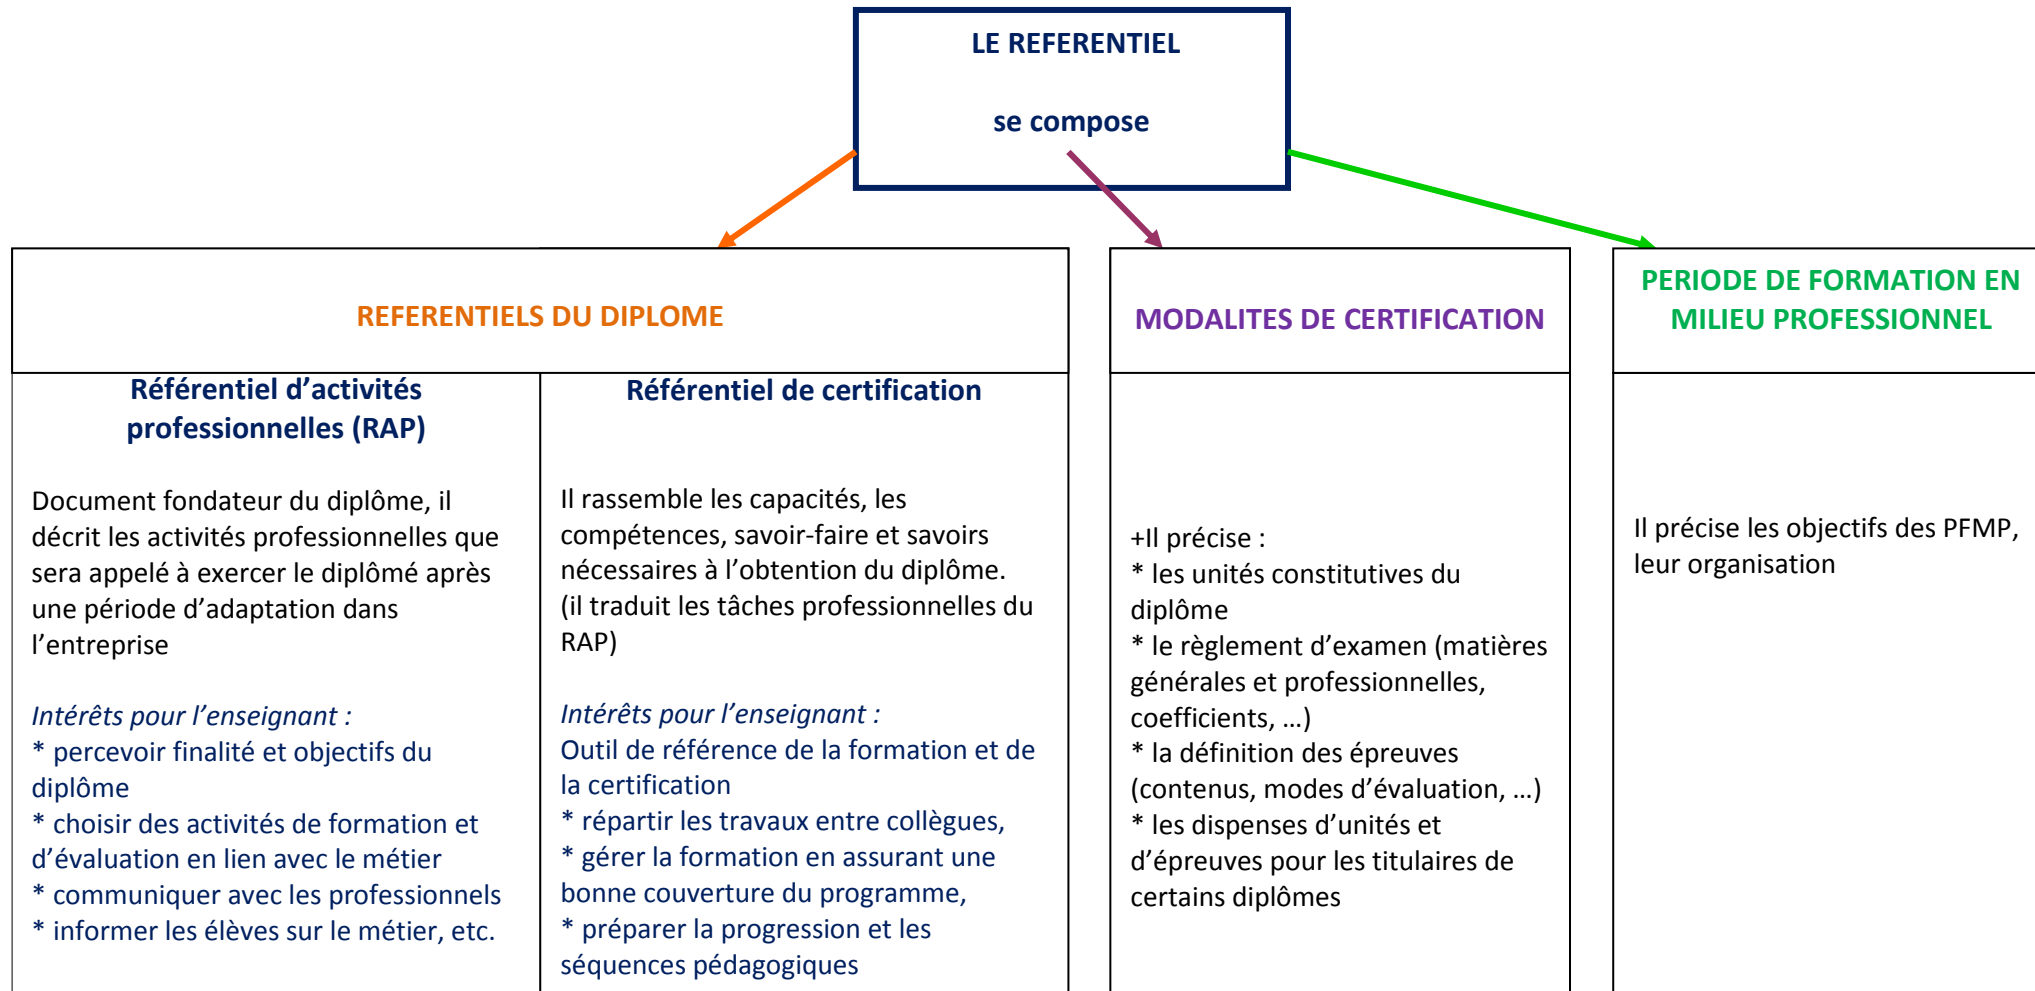 LE REFERENTIEL
se compose
REFERENTIELS DU DIPLOME
Référentiel d’activités
professionnelles (RAP)
Document fondateur du diplôme, il
décrit les activités professionnelles que
sera appelé à exercer le diplômé après
une période d’adaptation dans
l’entreprise
Intérêts pour l’enseignant :
* percevoir finalité et objectifs du
diplôme
* choisir des activités de formation et
d’évaluation en lien avec le métier
* communiquer avec les professionnels
* informer les élèves sur le métier, etc.
Référentiel de certification
Il rassemble les capacités, les
compétences, savoir-faire et savoirs
nécessaires à l’obtention du diplôme.
(il traduit les tâches professionnelles du
RAP)
Intérêts pour l’enseignant :
Outil de référence de la formation et de
la certification
* répartir les travaux entre collègues,
* gérer la formation en assurant une
bonne couverture du programme,
* préparer la progression et les
séquences pédagogiques
MODALITES DE CERTIFICATION
+Il précise :
* les unités constitutives du
diplôme
* le règlement d’examen (matières
générales et professionnelles,
coefficients, …)
* la définition des épreuves
(contenus, modes d’évaluation, …)
* les dispenses d’unités et
d’épreuves pour les titulaires de
certains diplômes
PERIODE DE FORMATION EN
MILIEU PROFESSIONNEL
Il précise les objectifs des PFMP,
leur organisation